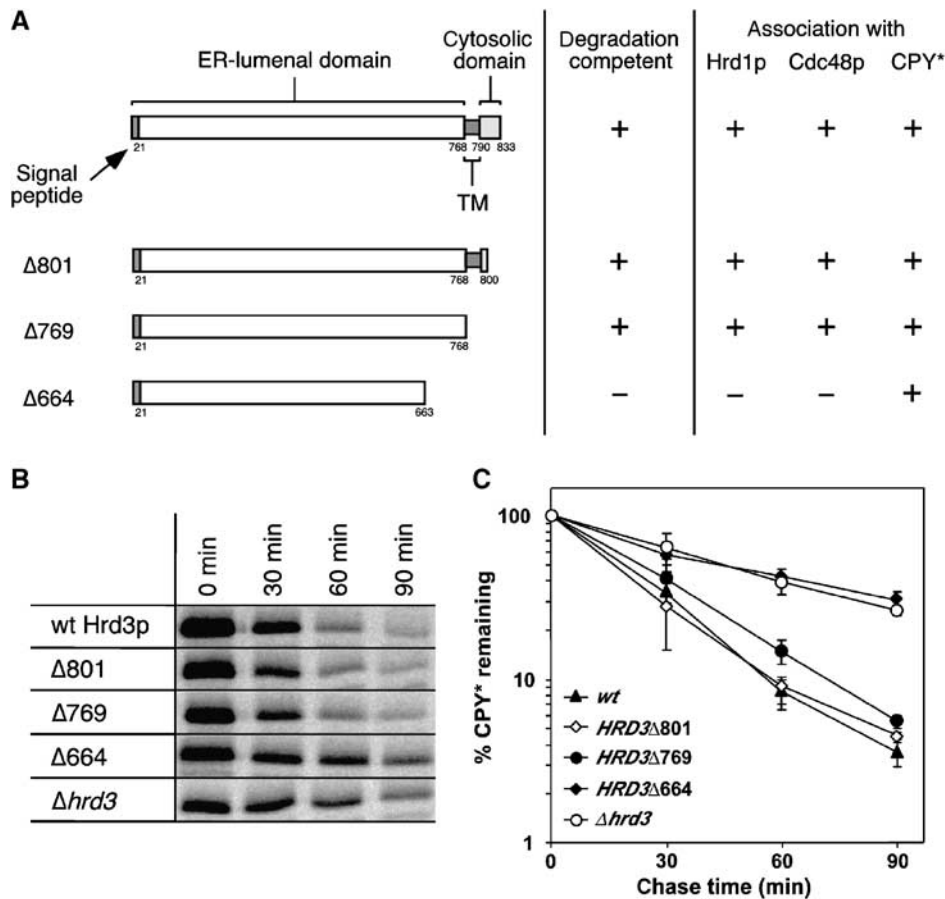 A
ER-lumenal domain
Cytosolic
domain
Degradation
competent
Association with
Hrd1p Cdc48p CPY*
+ + + +
21 768 790 833
Signal
peptide
TM
Δ801
+ + + +
21 768 800
Δ769
+ + + +
21 768
Δ664
– – – +
21 663
B
0 min 30 min 60 min 90 min
wt Hrd3p
Δ801
Δ769
Δ664
Δhrd3
C
% CPY* remaining
100
10
1
wt
HRD3Δ801
HRD3Δ769
HRD3Δ664
Δhrd3
0 30 60 90
Chase time (min)